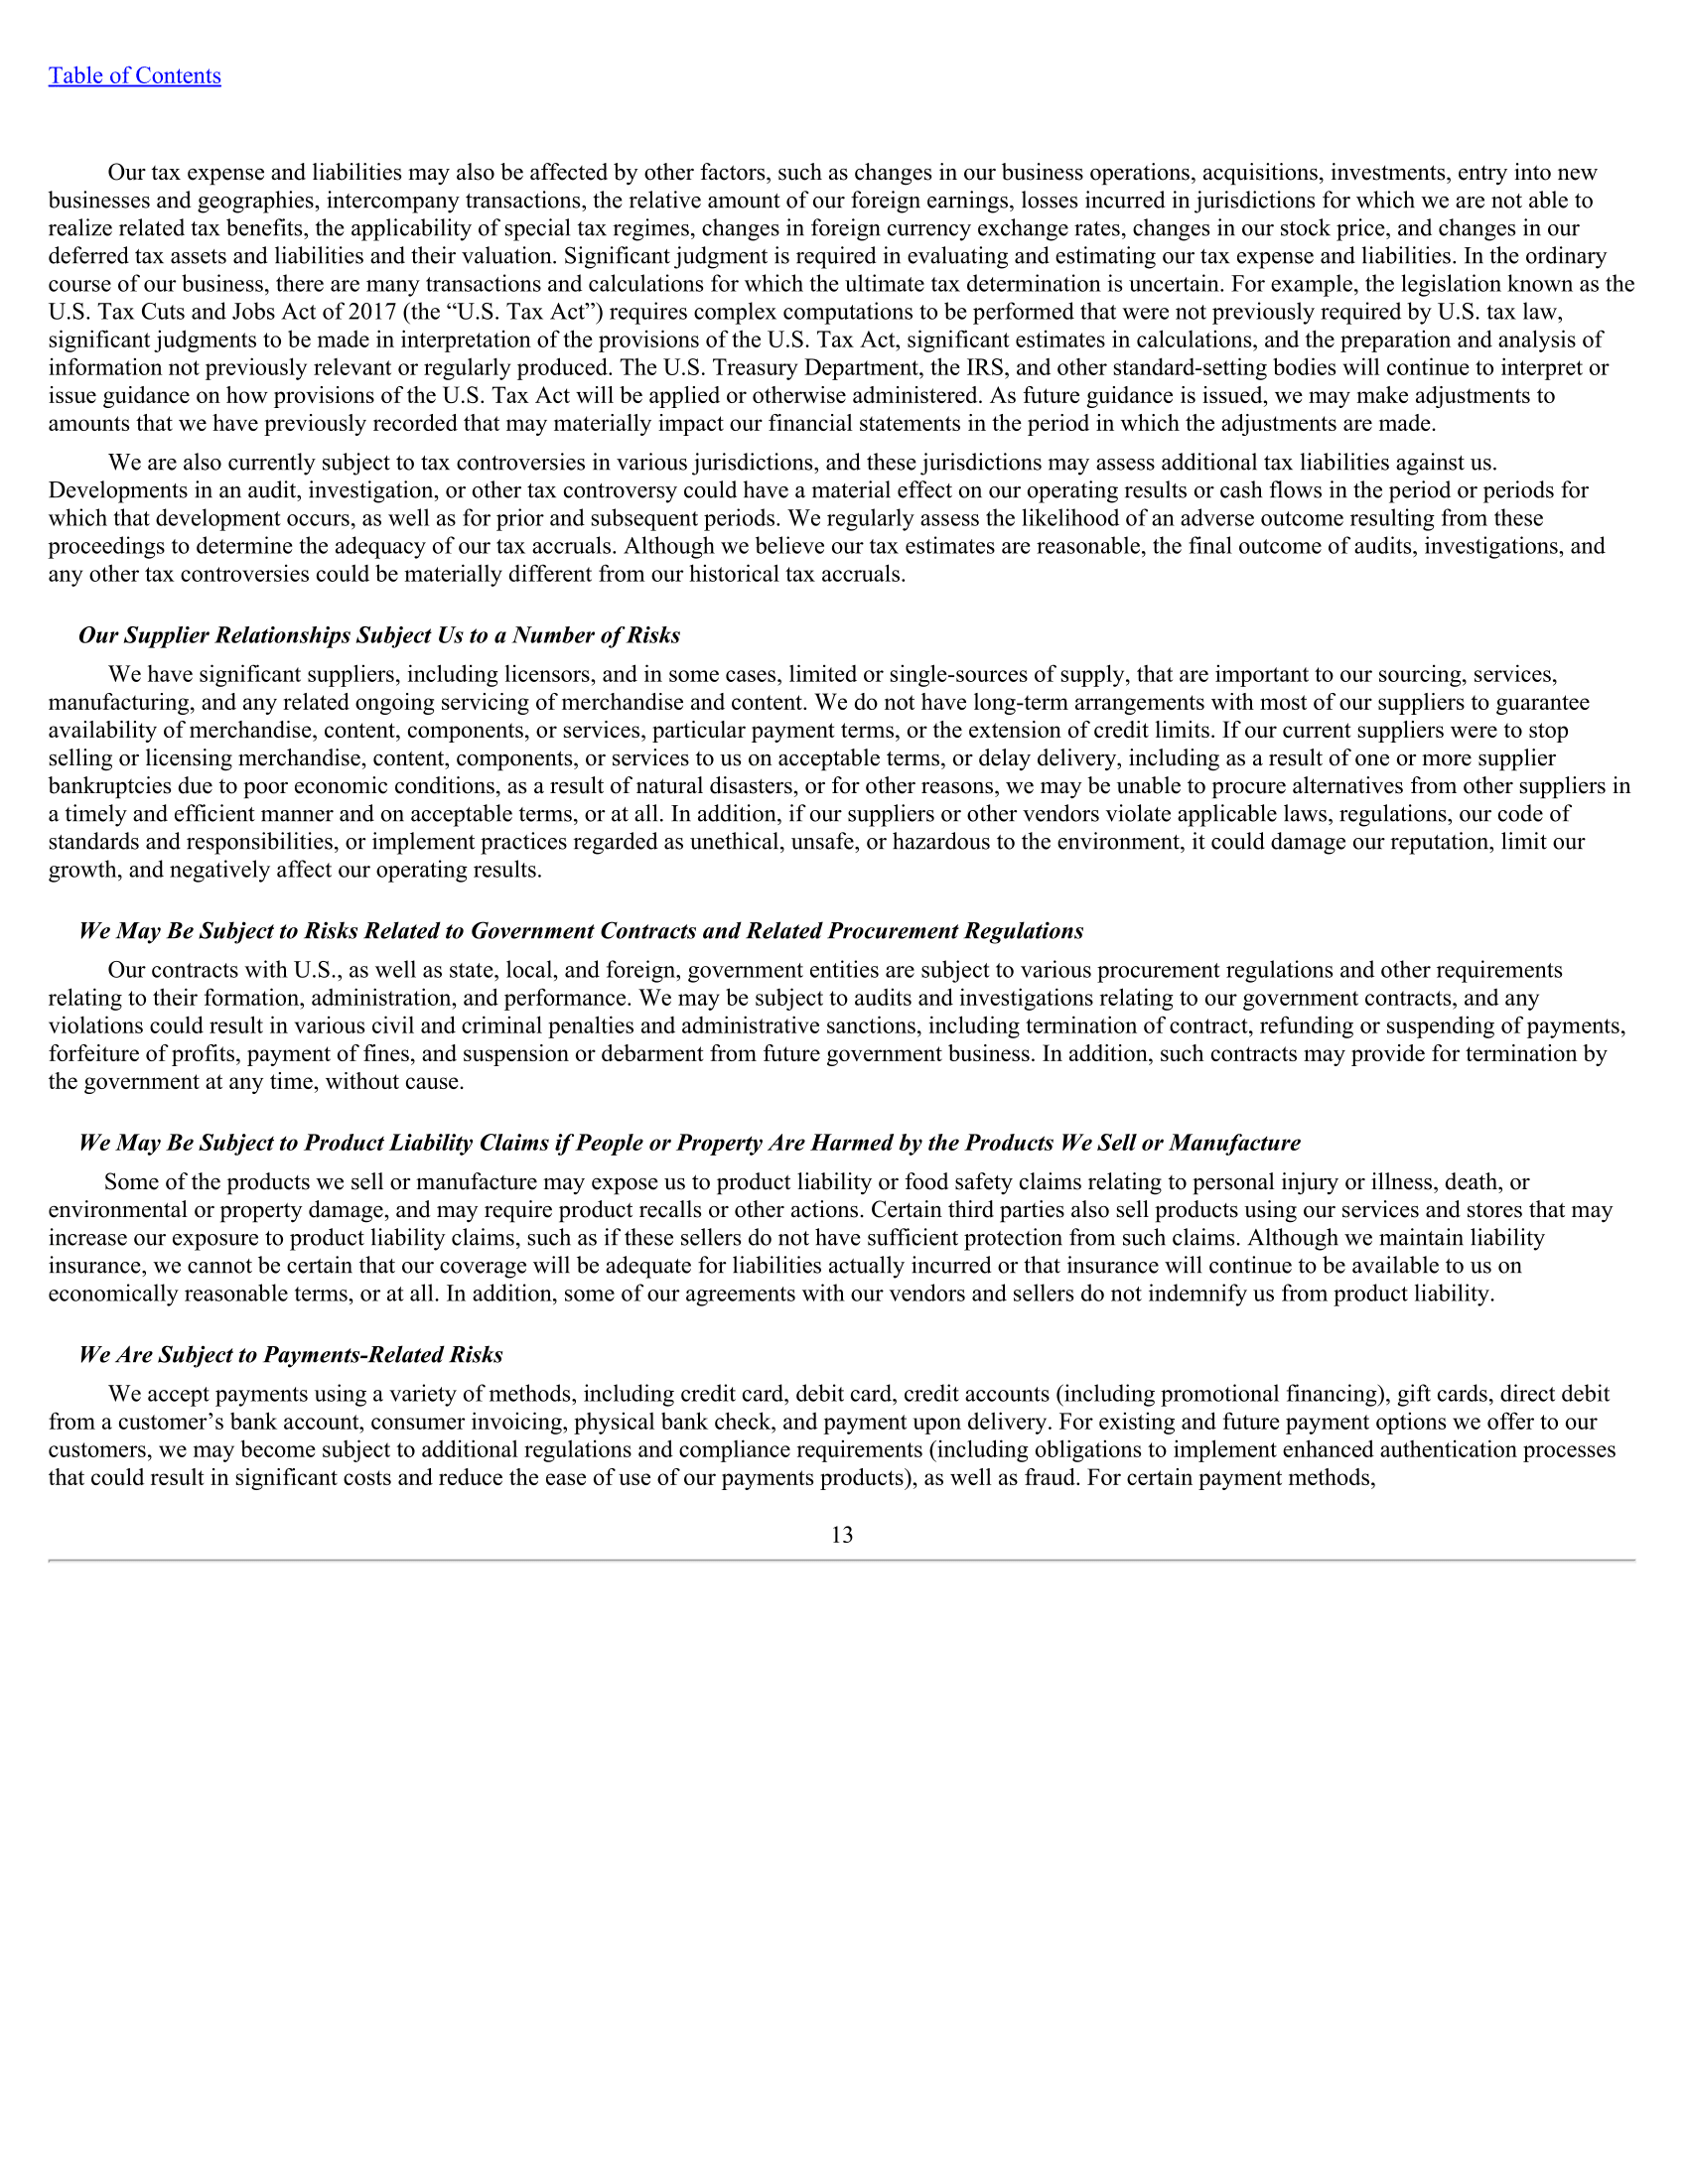 Table of Contents
Our tax expense and liabilities may also be affected by other factors, such as changes in our business operations, acquisitions, investments, entry into new
businesses and geographies, intercompany transactions, the relative amount of our foreign earnings, losses incurred in jurisdictions for which we are not able to
realize related tax benefits, the applicability of special tax regimes, changes in foreign currency exchange rates, changes in our stock price, and changes in our
deferred tax assets and liabilities and their valuation. Significant judgment is required in evaluating and estimating our tax expense and liabilities. In the ordinary
course of our business, there are many transactions and calculations for which the ultimate tax determination is uncertain. For example, the legislation known as the
U.S. Tax Cuts and Jobs Act of 2017 (the “U.S. Tax Act”) requires complex computations to be performed that were not previously required by U.S. tax law,
significant judgments to be made in interpretation of the provisions of the U.S. Tax Act, significant estimates in calculations, and the preparation and analysis of
information not previously relevant or regularly produced. The U.S. Treasury Department, the IRS, and other standard-setting bodies will continue to interpret or
issue guidance on how provisions of the U.S. Tax Act will be applied or otherwise administered. As future guidance is issued, we may make adjustments to
amounts that we have previously recorded that may materially impact our financial statements in the period in which the adjustments are made.
We are also currently subject to tax controversies in various jurisdictions, and these jurisdictions may assess additional tax liabilities against us.
Developments in an audit, investigation, or other tax controversy could have a material effect on our operating results or cash flows in the period or periods for
which that development occurs, as well as for prior and subsequent periods. We regularly assess the likelihood of an adverse outcome resulting from these
proceedings to determine the adequacy of our tax accruals. Although we believe our tax estimates are reasonable, the final outcome of audits, investigations, and
any other tax controversies could be materially different from our historical tax accruals.
Our Supplier Relationships Subject Us to a Number of Risks
We have significant suppliers, including licensors, and in some cases, limited or single-sources of supply, that are important to our sourcing, services,
manufacturing, and any related ongoing servicing of merchandise and content. We do not have long-term arrangements with most of our suppliers to guarantee
availability of merchandise, content, components, or services, particular payment terms, or the extension of credit limits. If our current suppliers were to stop
selling or licensing merchandise, content, components, or services to us on acceptable terms, or delay delivery, including as a result of one or more supplier
bankruptcies due to poor economic conditions, as a result of natural disasters, or for other reasons, we may be unable to procure alternatives from other suppliers in
a timely and efficient manner and on acceptable terms, or at all. In addition, if our suppliers or other vendors violate applicable laws, regulations, our code of
standards and responsibilities, or implement practices regarded as unethical, unsafe, or hazardous to the environment, it could damage our reputation, limit our
growth, and negatively affect our operating results.
We May Be Subject to Risks Related to Government Contracts and Related Procurement Regulations
Our contracts with U.S., as well as state, local, and foreign, government entities are subject to various procurement regulations and other requirements
relating to their formation, administration, and performance. We may be subject to audits and investigations relating to our government contracts, and any
violations could result in various civil and criminal penalties and administrative sanctions, including termination of contract, refunding or suspending of payments,
forfeiture of profits, payment of fines, and suspension or debarment from future government business. In addition, such contracts may provide for termination by
the government at any time, without cause.
We May Be Subject to Product Liability Claims if People or Property Are Harmed by the Products We Sell or Manufacture
Some of the products we sell or manufacture may expose us to product liability or food safety claims relating to personal injury or illness, death, or
environmental or property damage, and may require product recalls or other actions. Certain third parties also sell products using our services and stores that may
increase our exposure to product liability claims, such as if these sellers do not have sufficient protection from such claims. Although we maintain liability
insurance, we cannot be certain that our coverage will be adequate for liabilities actually incurred or that insurance will continue to be available to us on
economically reasonable terms, or at all. In addition, some of our agreements with our vendors and sellers do not indemnify us from product liability.
We Are Subject to Payments-Related Risks
We accept payments using a variety of methods, including credit card, debit card, credit accounts (including promotional financing), gift cards, direct debit
from a customer’s bank account, consumer invoicing, physical bank check, and payment upon delivery. For existing and future payment options we offer to our
customers, we may become subject to additional regulations and compliance requirements (including obligations to implement enhanced authentication processes
that could result in significant costs and reduce the ease of use of our payments products), as well as fraud. For certain payment methods,
13